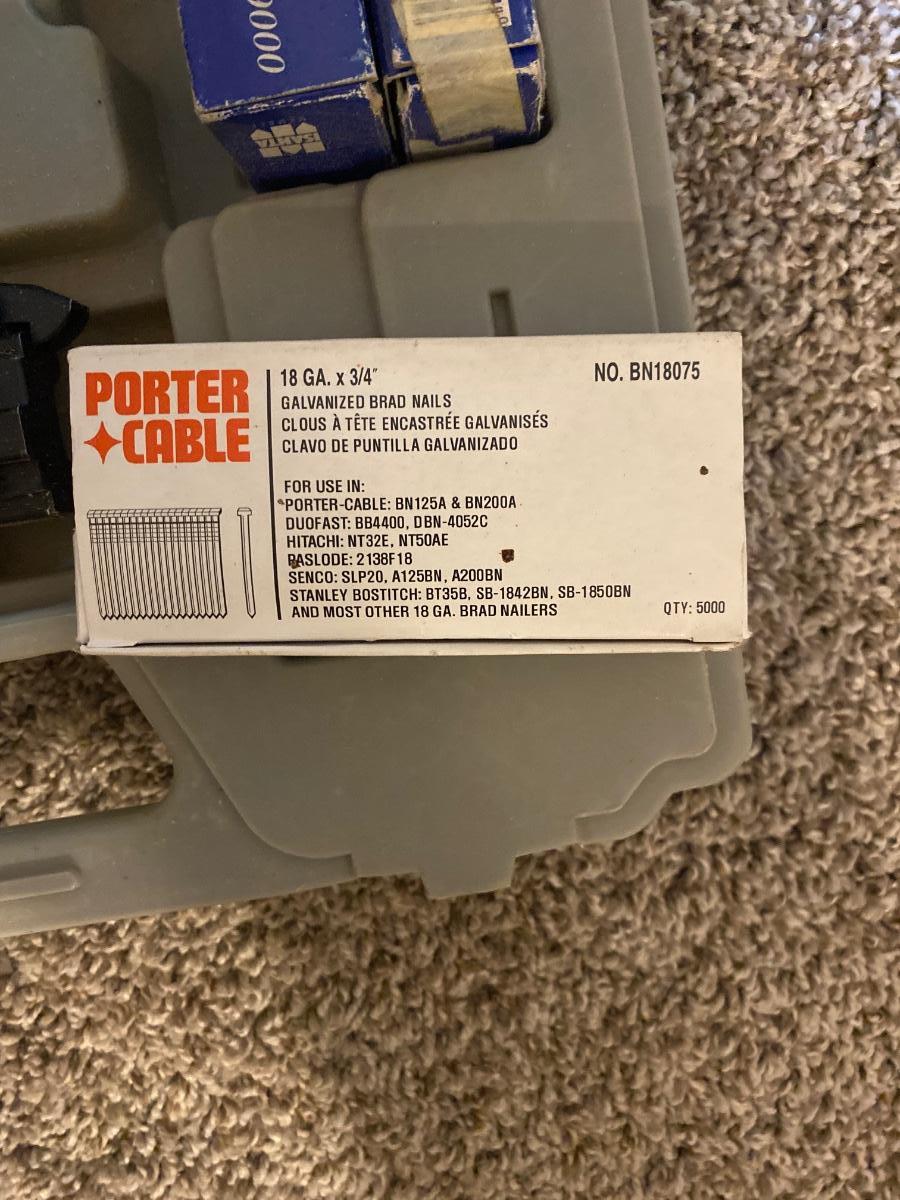 0000
PORTER
CABLE
18 GA. x 3/4"
NO. BN18075
GALVANIZED BRAD NAILS
CLOUS À TÊTE ENCASTRÉE GALVANISÉS
CLAVO DE PUNTILLA GALVANIZADO
FOR USE IN:
PORTER-CABLE: BN125A & BN200A
DUOFAST: BB4400, DBN-4052C
HITACHI: NT32E, NT50AE
PASLODE: 2138F18
SENCO: SLP20, A125BN, A200BN
STANLEY BOSTITCH: BT35B, SB-1842BN, SB-1850BN
AND MOST OTHER 18 GA. BRAD NAILERS
QTY: 5000